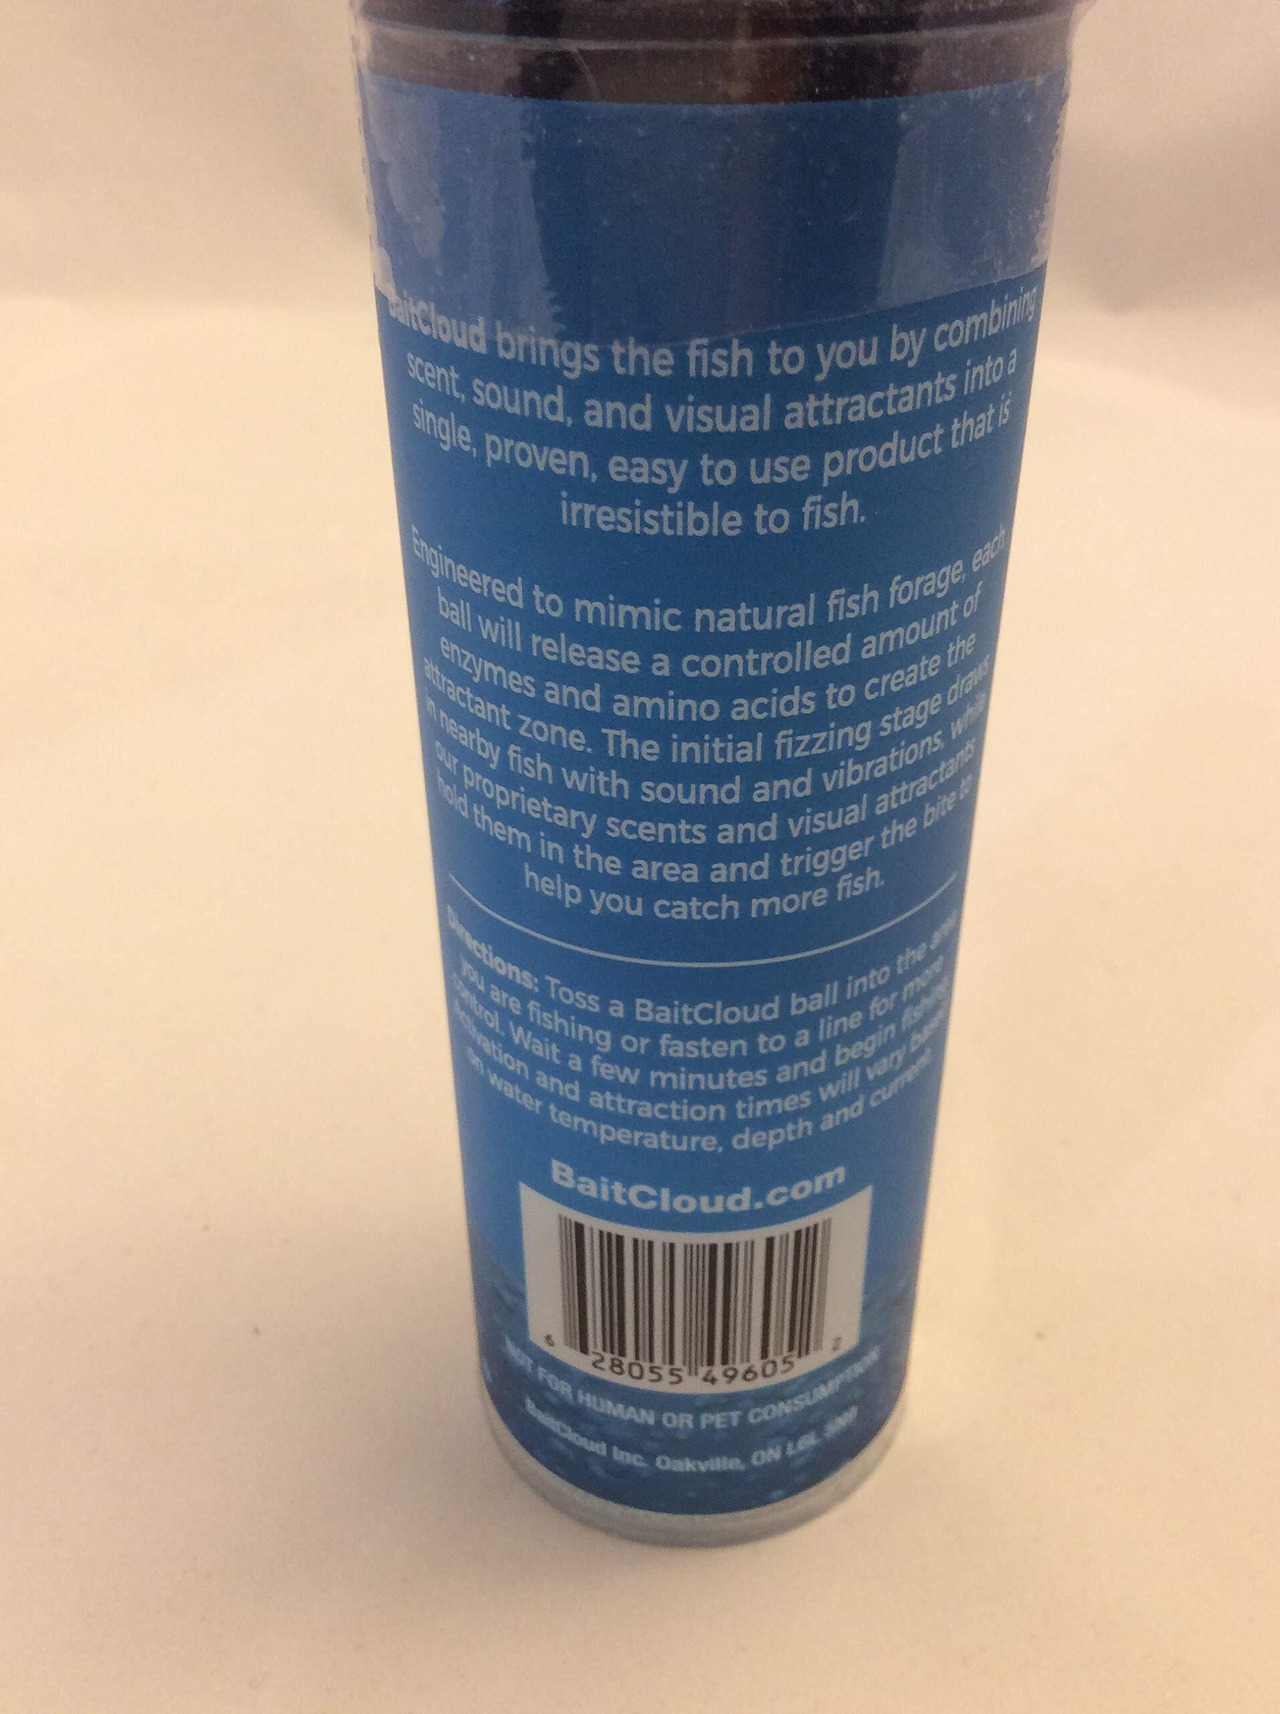 BaitCloud brings the fish to you by combining
scent, sound, and visual attractants into a
single, proven, easy to use product that is
irresistible to fish.
Engineered to mimic natural fish forage, each
ball will release a controlled amount of
enzymes and amino acids to create the
attractant zone. The initial fizzing stage draws
in nearby fish with sound and vibrations, while
our proprietary scents and visual attractants
hold them in the area and trigger the bite to
help you catch more fish.
Directions: Toss a BaitCloud ball into the area
you are fishing or fasten to a line for more
control. Wait a few minutes and begin fishing
Activation and attraction times will vary based
on water temperature, depth and current.
BaitCloud.com
6 28055 49605 2
NOT FOR HUMAN OR PET CONSUMPTION
BaitCloud Inc. Oakville, ON